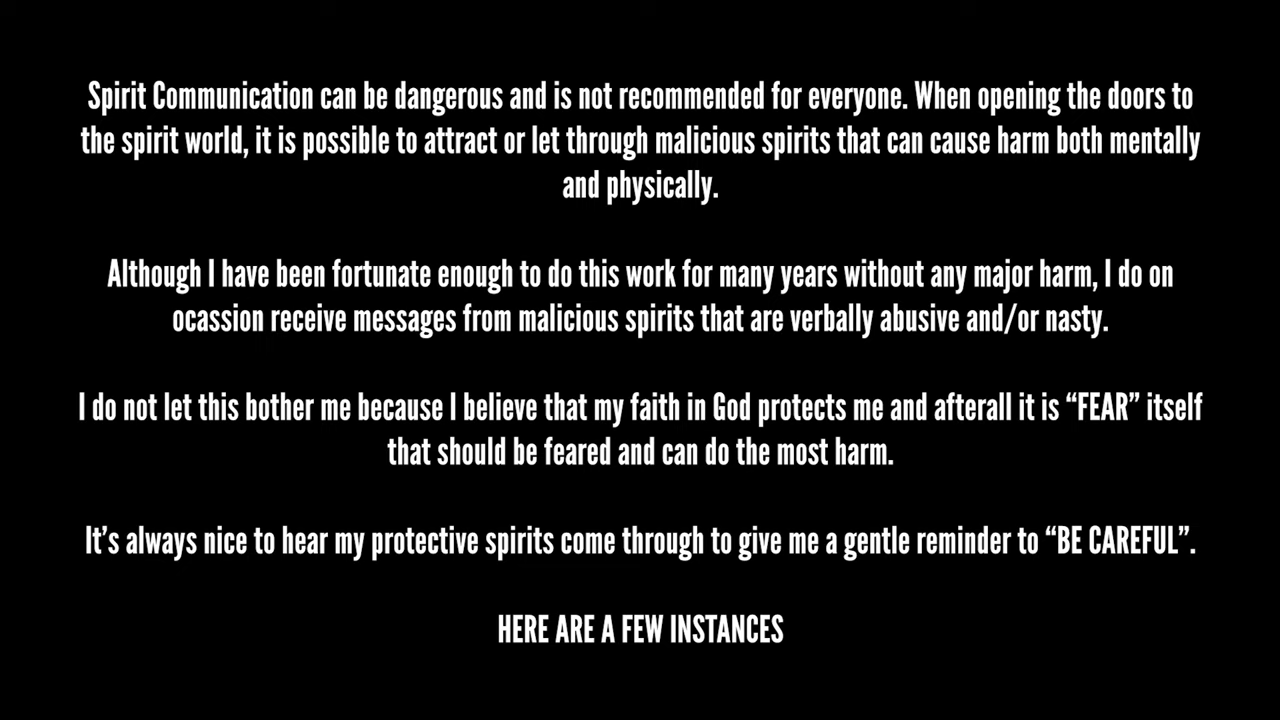 Spirit Communication can be dangerous and is not recommended for everyone. When opening the doors to
the spirit world, it is possible to attract or let through malicious spirits that can cause harm both mentally
and physically.
Although I have been fortunate enough to do this work for many years without any major harm, I do on
ocassion receive messages from malicious spirits that are verbally abusive and/or nasty.
I do not let this bother me because I believe that my faith in God protects me and afterall it is “FEAR” itself
that should be feared and can do the most harm.
It’s always nice to hear my protective spirits come through to give me a gentle reminder to “BE CAREFUL”.
HERE ARE A FEW INSTANCES